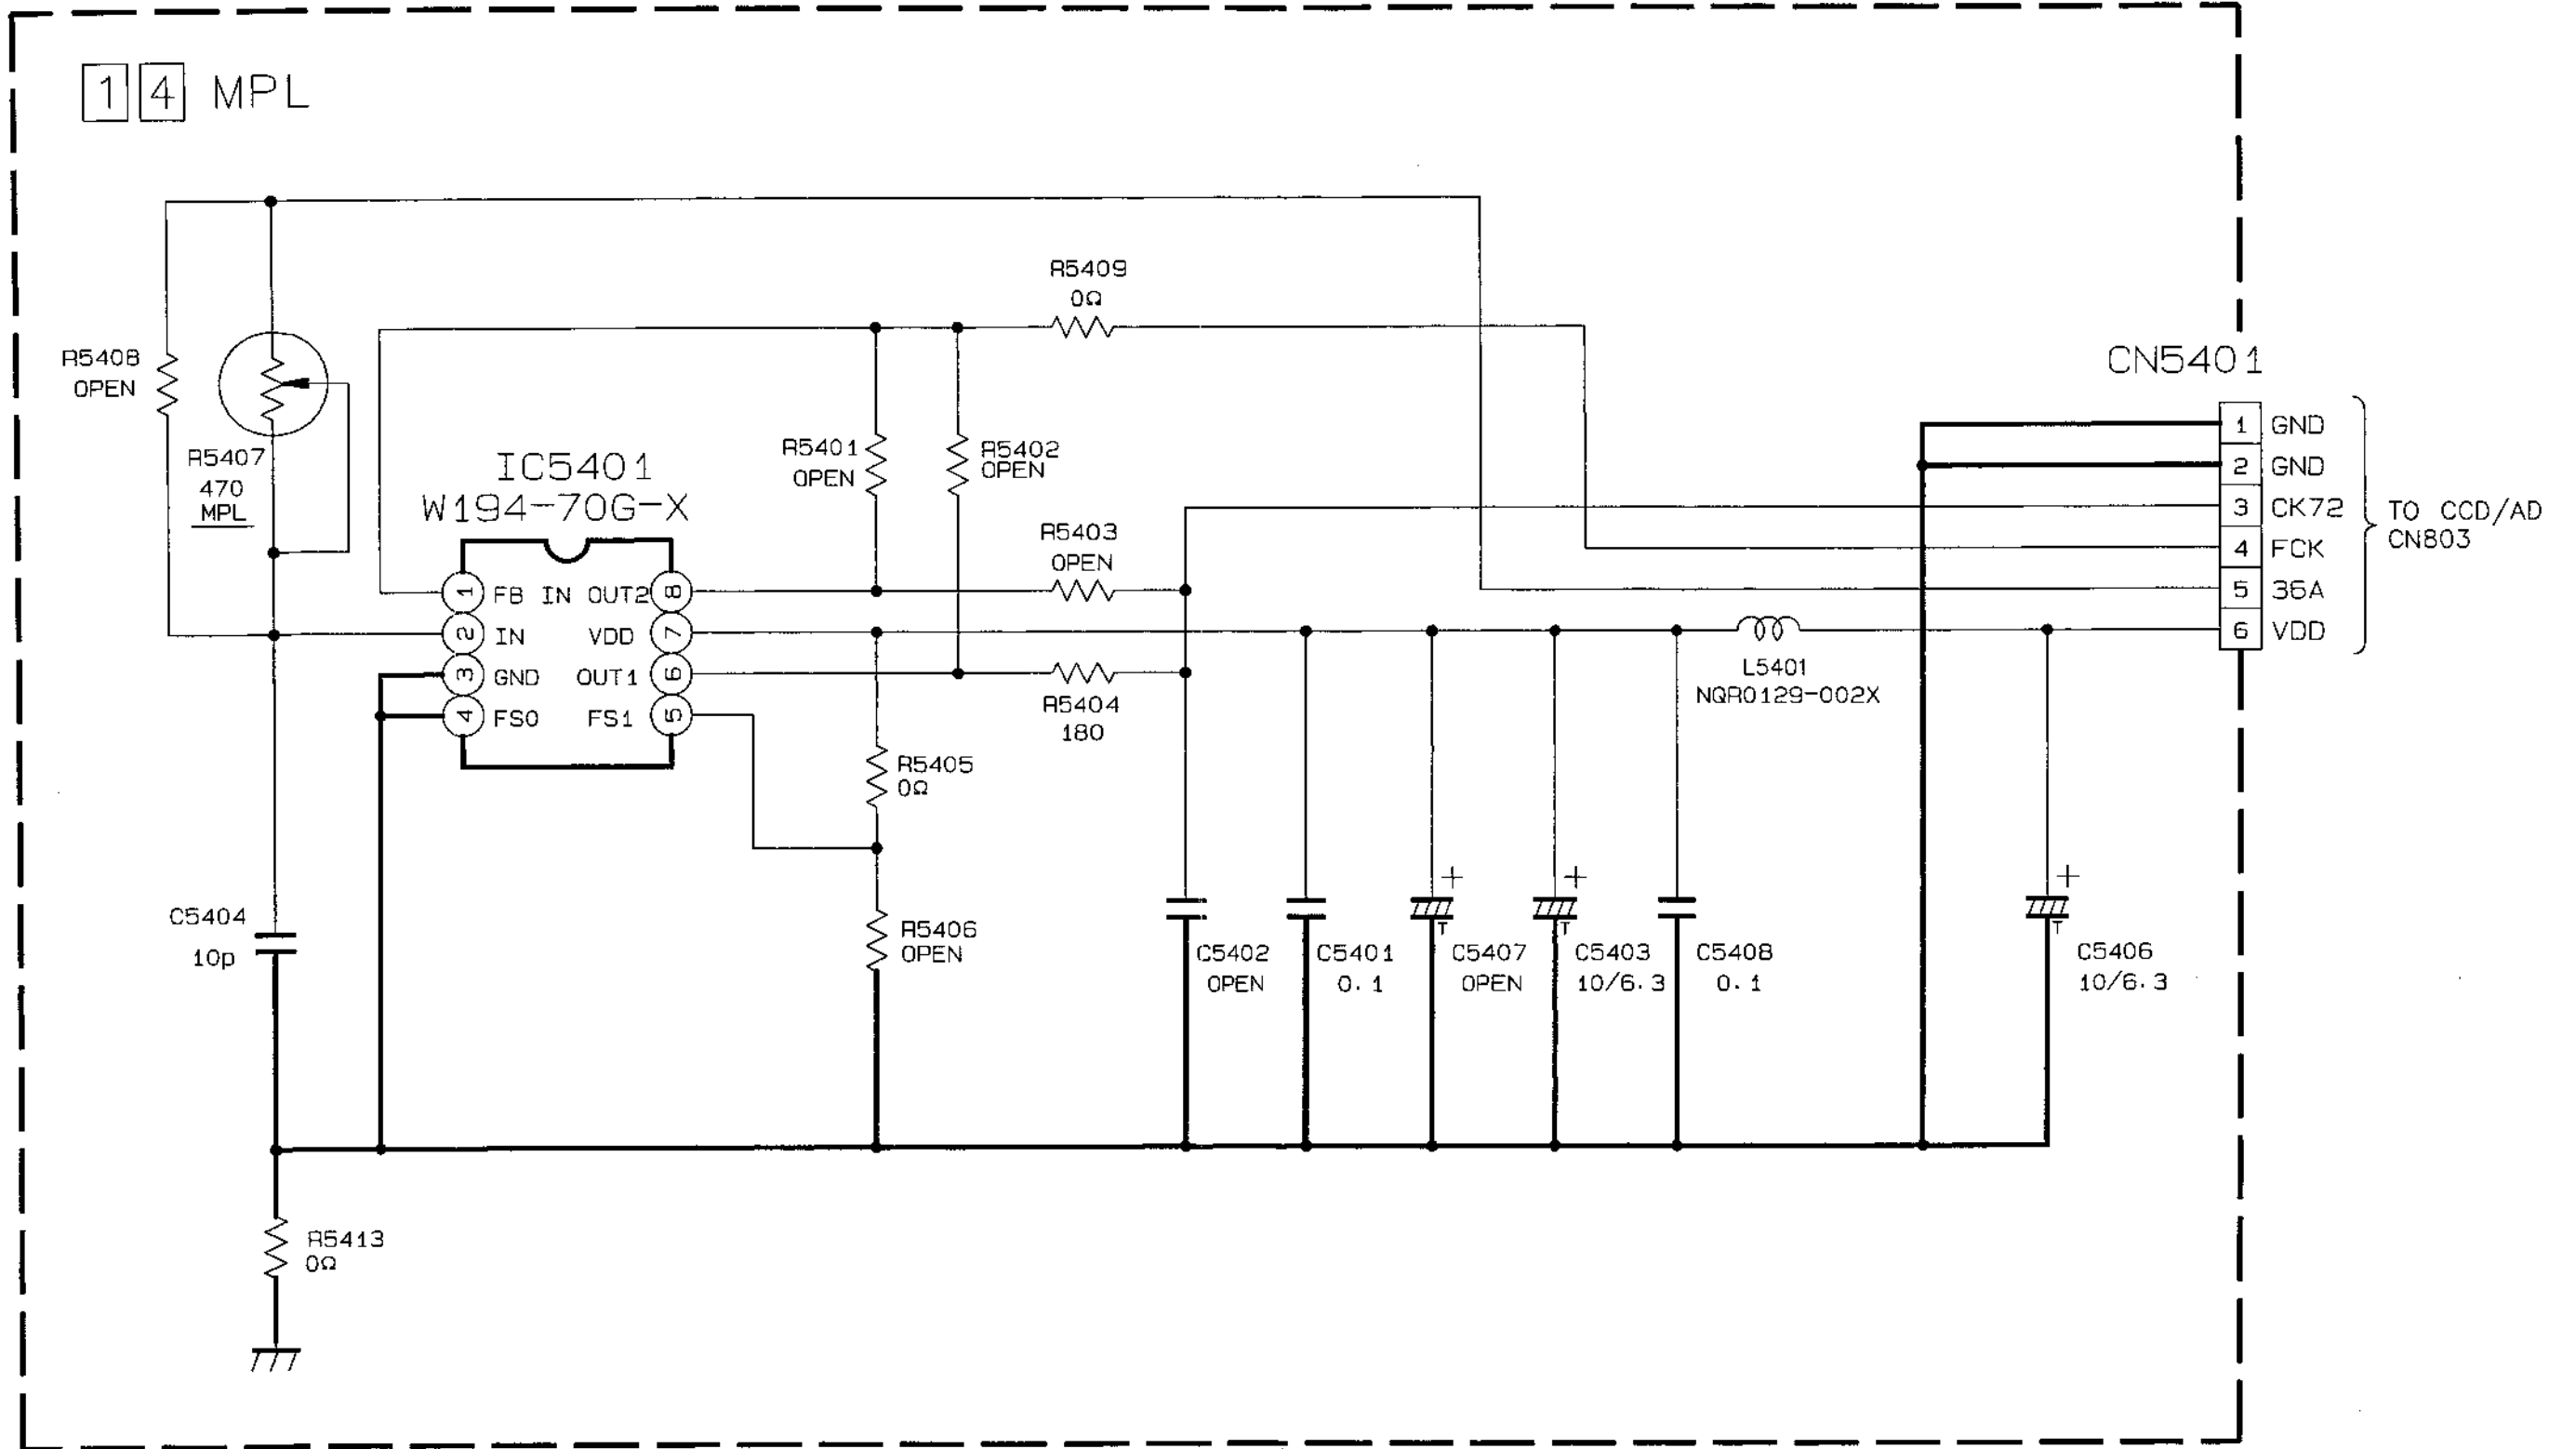 1 4 MPL
R5409
0Ω
R5408
OPEN
R5407
470
MPL
R5401
OPEN
R5402
OPEN
IC5401
W194-70G-X
1 FB IN
2 IN
3 GND
4 FS0
OUT2 8
VDD 7
OUT1 6
FS1 5
R5403
OPEN
R5404
180
R5405
0Ω
R5406
OPEN
L5401
NQR0129-002X
CN5401
1 GND
2 GND
3 CK72
4 FCK
5 36A
6 VDD
TO CCD/AD
CN803
C5404
10p
+
T
+
T
+
T
C5402
OPEN
C5401
0.1
C5407
OPEN
C5403
10/6.3
C5408
0.1
C5406
10/6.3
R5413
0Ω